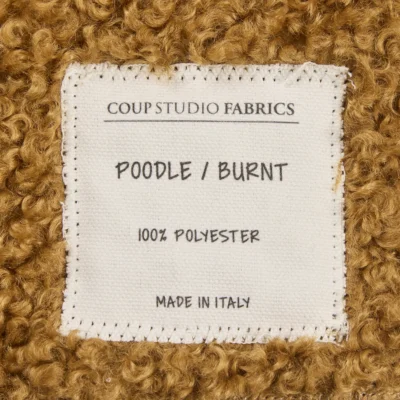 COUP STUDIO FABRICS
POODLE / BURNT
100% POLYESTER
MADE IN ITALY